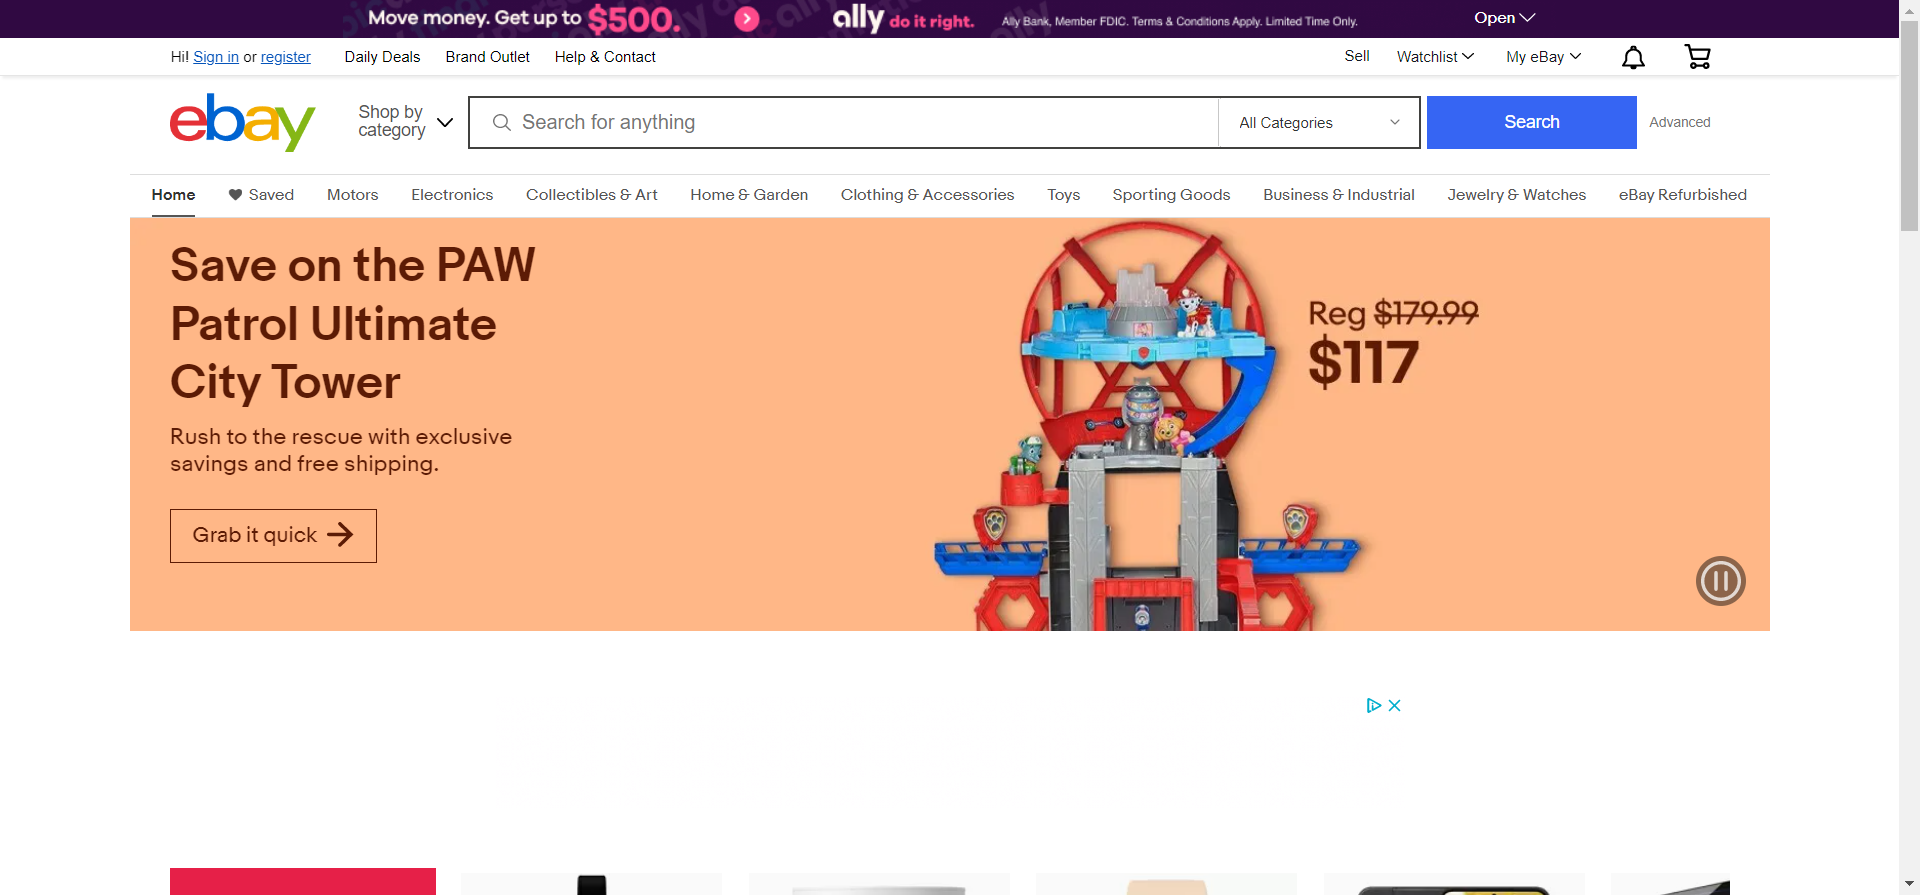 Move money. Get up to $500.
ally do it right.
Ally Bank, Member FDIC. Terms & Conditions Apply. Limited Time Only.
Open
Hi! Sign in or register
Daily Deals
Brand Outlet
Help & Contact
Sell
Watchlist
My eBay
ebay
Shop by
category
Search for anything
All Categories
Search
Advanced
Home
Saved
Motors
Electronics
Collectibles & Art
Home & Garden
Clothing & Accessories
Toys
Sporting Goods
Business & Industrial
Jewelry & Watches
eBay Refurbished
Save on the PAW
Patrol Ultimate
City Tower
Rush to the rescue with exclusive
savings and free shipping.
Grab it quick
Reg $179.99
$117